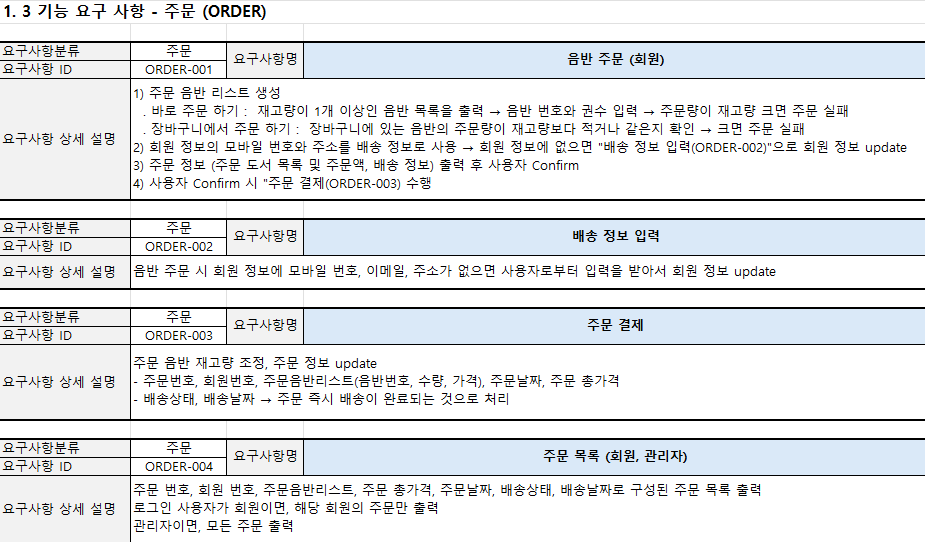 1. 3 기능 요구 사항 - 주문 (ORDER)
요구사항분류 주문 요구사항명 음반 주문 (회원)
요구사항 ID ORDER-001
요구사항 상세 설명
1) 주문 음반 리스트 생성
. 바로 주문 하기 : 재고량이 1개 이상인 음반 목록을 출력 → 음반 번호와 권수 입력 → 주문량이 재고량 크면 주문 실패
. 장바구니에서 주문 하기 : 장바구니에 있는 음반의 주문량이 재고량보다 적거나 같은지 확인 → 크면 주문 실패
2) 회원 정보의 모바일 번호와 주소를 배송 정보로 사용 → 회원 정보에 없으면 "배송 정보 입력(ORDER-002)"으로 회원 정보 update
3) 주문 정보 (주문 도서 목록 및 주문액, 배송 정보) 출력 후 사용자 Confirm
4) 사용자 Confirm 시 "주문 결제(ORDER-003) 수행
요구사항분류 주문 요구사항명 배송 정보 입력
요구사항 ID ORDER-002
요구사항 상세 설명 음반 주문 시 회원 정보에 모바일 번호, 이메일, 주소가 없으면 사용자로부터 입력을 받아서 회원 정보 update
요구사항분류 주문 요구사항명 주문 결제
요구사항 ID ORDER-003
요구사항 상세 설명
주문 음반 재고량 조정, 주문 정보 update
- 주문번호, 회원번호, 주문음반리스트(음반번호, 수량, 가격), 주문날짜, 주문 총가격
- 배송상태, 배송날짜 → 주문 즉시 배송이 완료되는 것으로 처리
요구사항분류 주문 요구사항명 주문 목록 (회원, 관리자)
요구사항 ID ORDER-004
요구사항 상세 설명
주문 번호, 회원 번호, 주문음반리스트, 주문 총가격, 주문날짜, 배송상태, 배송날짜로 구성된 주문 목록 출력
로그인 사용자가 회원이면, 해당 회원의 주문만 출력
관리자이면, 모든 주문 출력